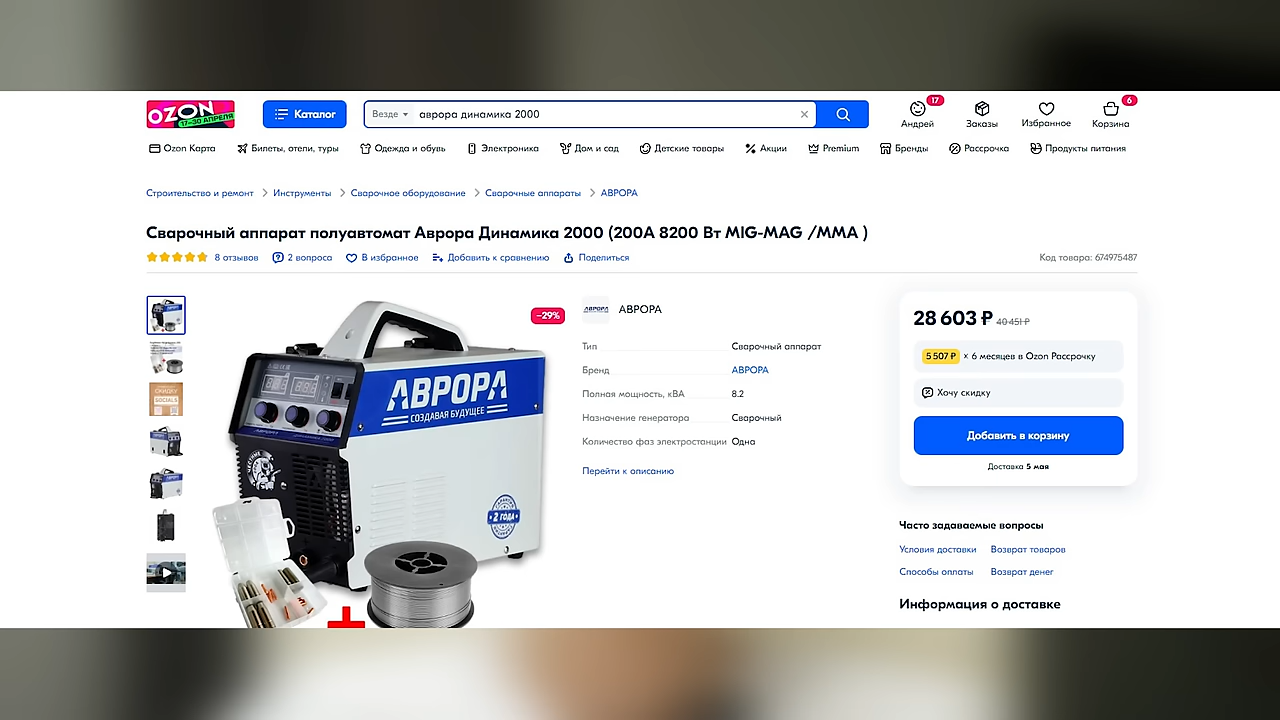 OZON
17–30 АПРЕЛЯ
Каталог
Везде
аврора динамика 2000
17
Андрей
Заказы
Избранное
6
Корзина
Ozon Карта
Билеты, отели, туры
Одежда и обувь
Электроника
Дом и сад
Детские товары
Акции
Premium
Бренды
Рассрочка
Продукты питания
Строительство и ремонт
Инструменты
Сварочное оборудование
Сварочные аппараты
АВРОРА
Сварочный аппарат полуавтомат Аврора Динамика 2000 (200А 8200 Вт MIG-MAG /MMA )
8 отзывов
2 вопроса
В избранное
Добавить к сравнению
Поделиться
Код товара: 674975487
–29%
АВРОРА
СОЗДАВАЯ БУДУЩЕЕ
2 ГОДА
АВРОРА
АВРОРА
Тип
Сварочный аппарат
Бренд
АВРОРА
Полная мощность, кВА
8.2
Назначение генератора
Сварочный
Количество фаз электростанции
Одна
Перейти к описанию
28 603 ₽ 40 451 ₽
5 507 ₽ × 6 месяцев в Ozon Рассрочку
Хочу скидку
Добавить в корзину
Доставка 5 мая
Часто задаваемые вопросы
Условия доставки
Возврат товаров
Способы оплаты
Возврат денег
Информация о доставке